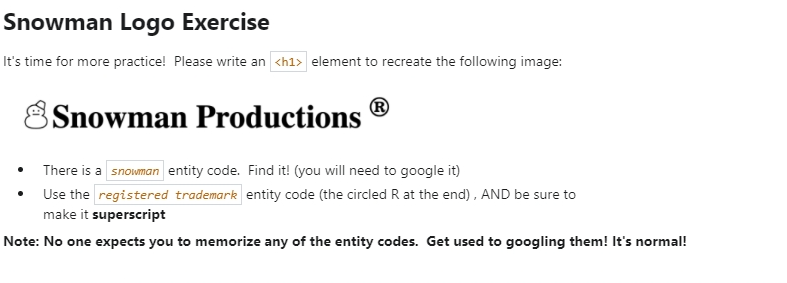 Snowman Logo Exercise
It's time for more practice! Please write an <h1> element to recreate the following image:
☃Snowman Productions ®
• There is a snowman entity code. Find it! (you will need to google it)
• Use the registered trademark entity code (the circled R at the end) , AND be sure to
make it superscript
Note: No one expects you to memorize any of the entity codes. Get used to googling them! It's normal!